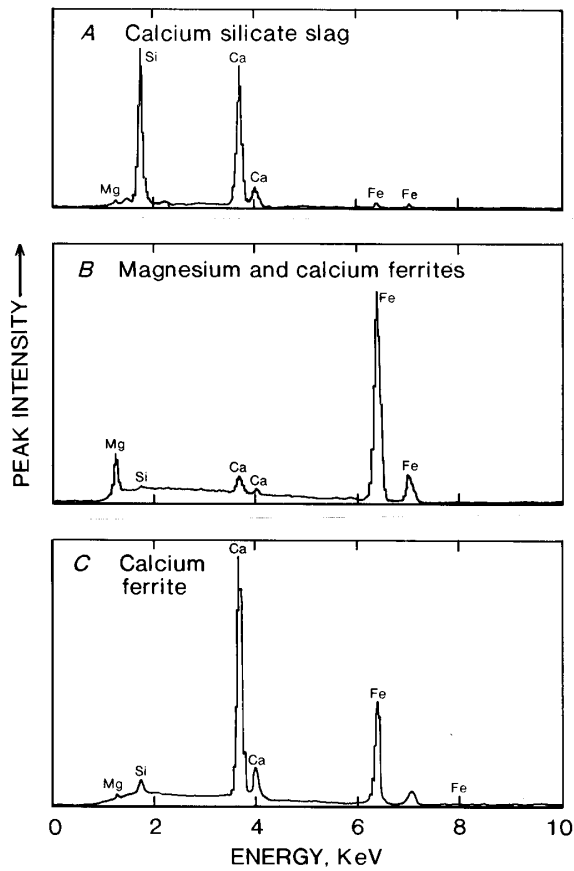 A Calcium silicate slag
Si
Ca
Mg
Ca
Fe
Fe
B Magnesium and calcium ferrites
Fe
Mg
Si
Ca
Ca
Fe
C Calcium
ferrite
Ca
Mg
Si
Ca
Fe
Fe
PEAK INTENSITY
0 2 4 6 8 10
ENERGY, KeV